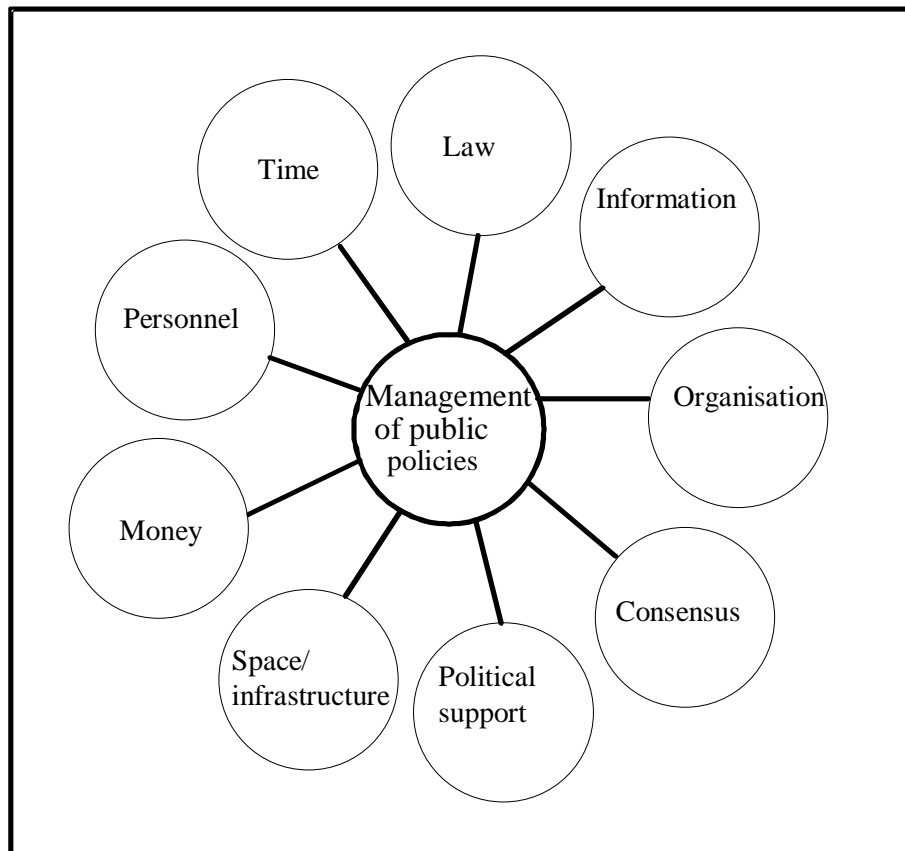 Law
Time
Information
Personnel
Organisation
Management
of public
policies
Money
Consensus
Space/
infrastructure
Political
support